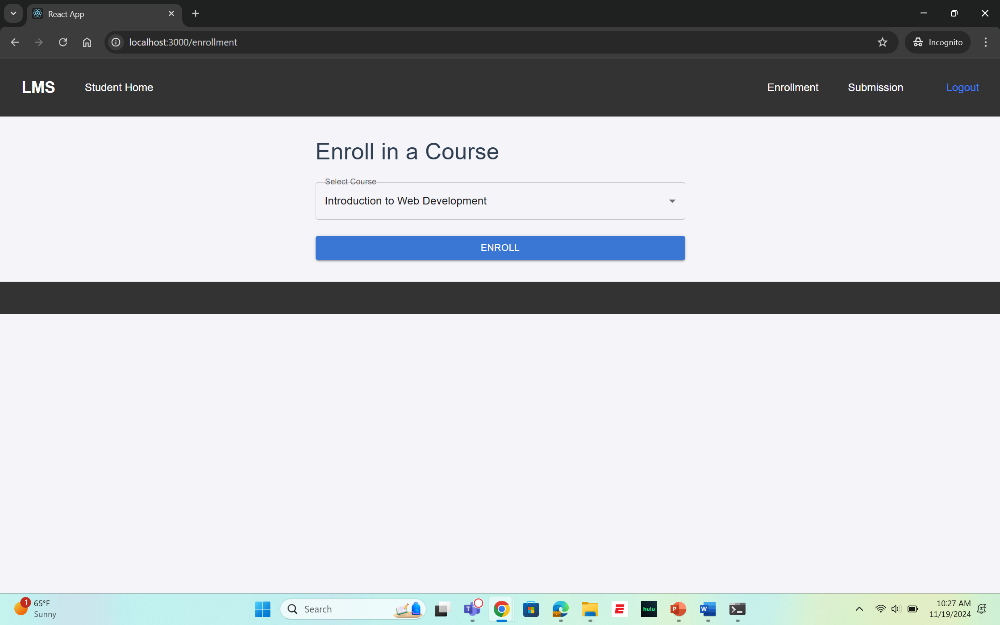 React App
localhost:3000/enrollment
Incognito
LMS
Student Home
Enrollment
Submission
Logout
Enroll in a Course
Select Course
Introduction to Web Development
ENROLL
1
65°F
Sunny
Search
T
hulu
P
W
10:27 AM
11/19/2024